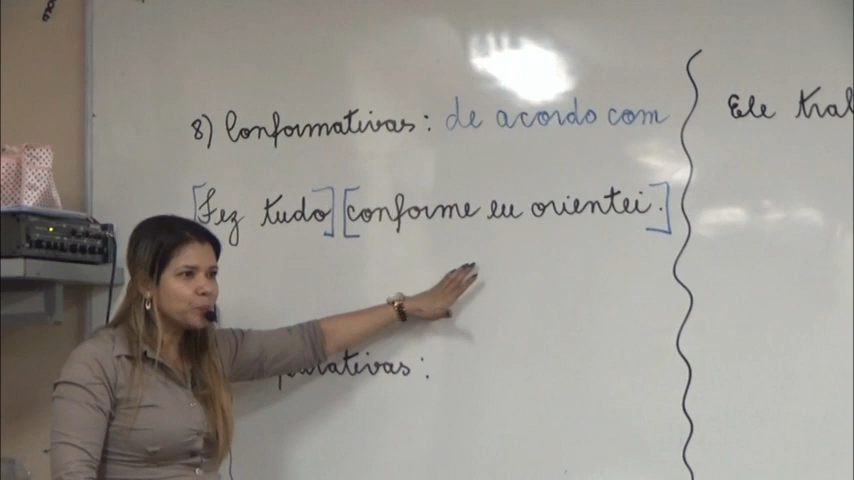 8) Conformativas: de acordo com
[Fez tudo] [conforme eu orientei.]
Ele